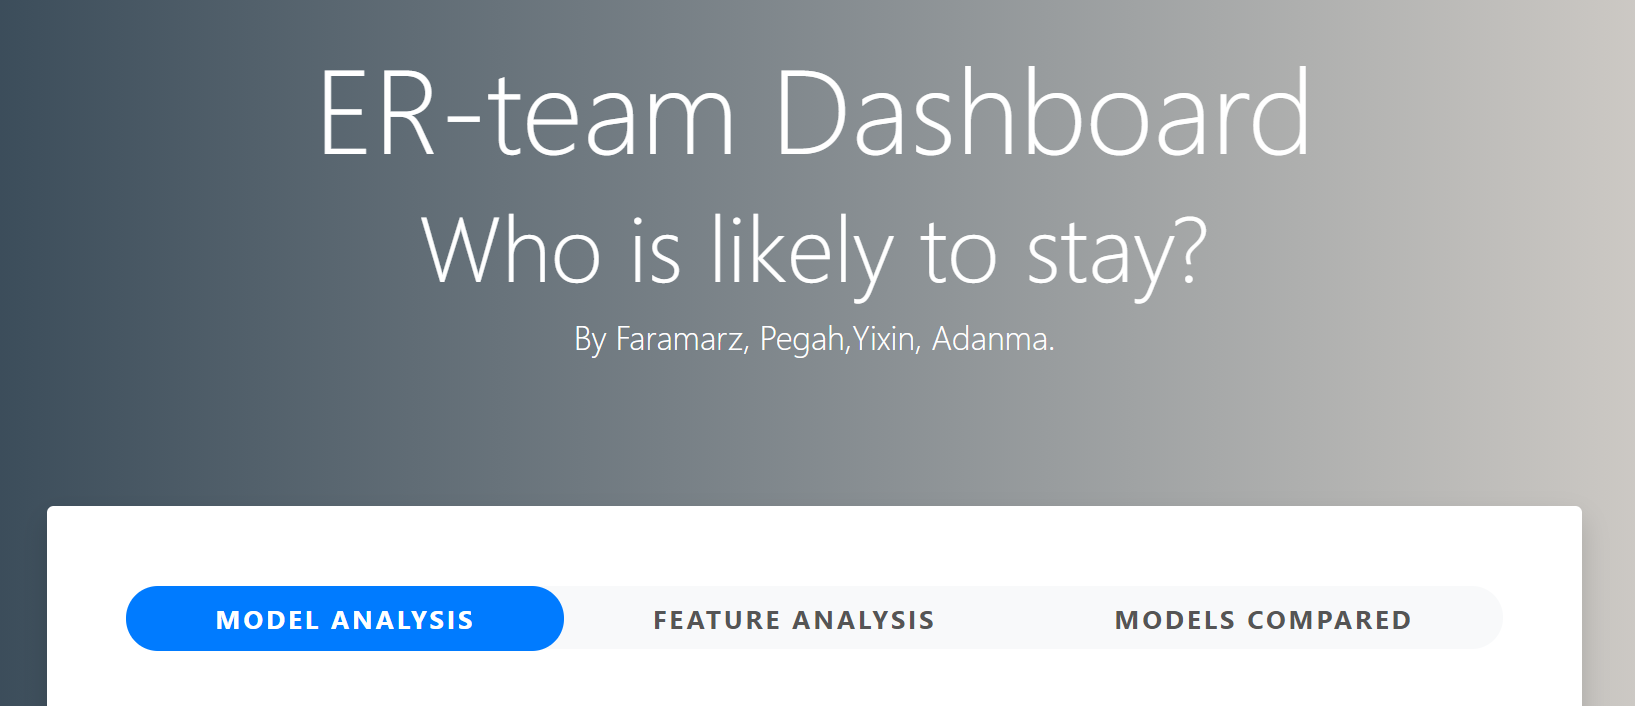 ER-team Dashboard
Who is likely to stay?
By Faramarz, Pegah,Yixin, Adanma.
MODEL ANALYSIS
FEATURE ANALYSIS
MODELS COMPARED